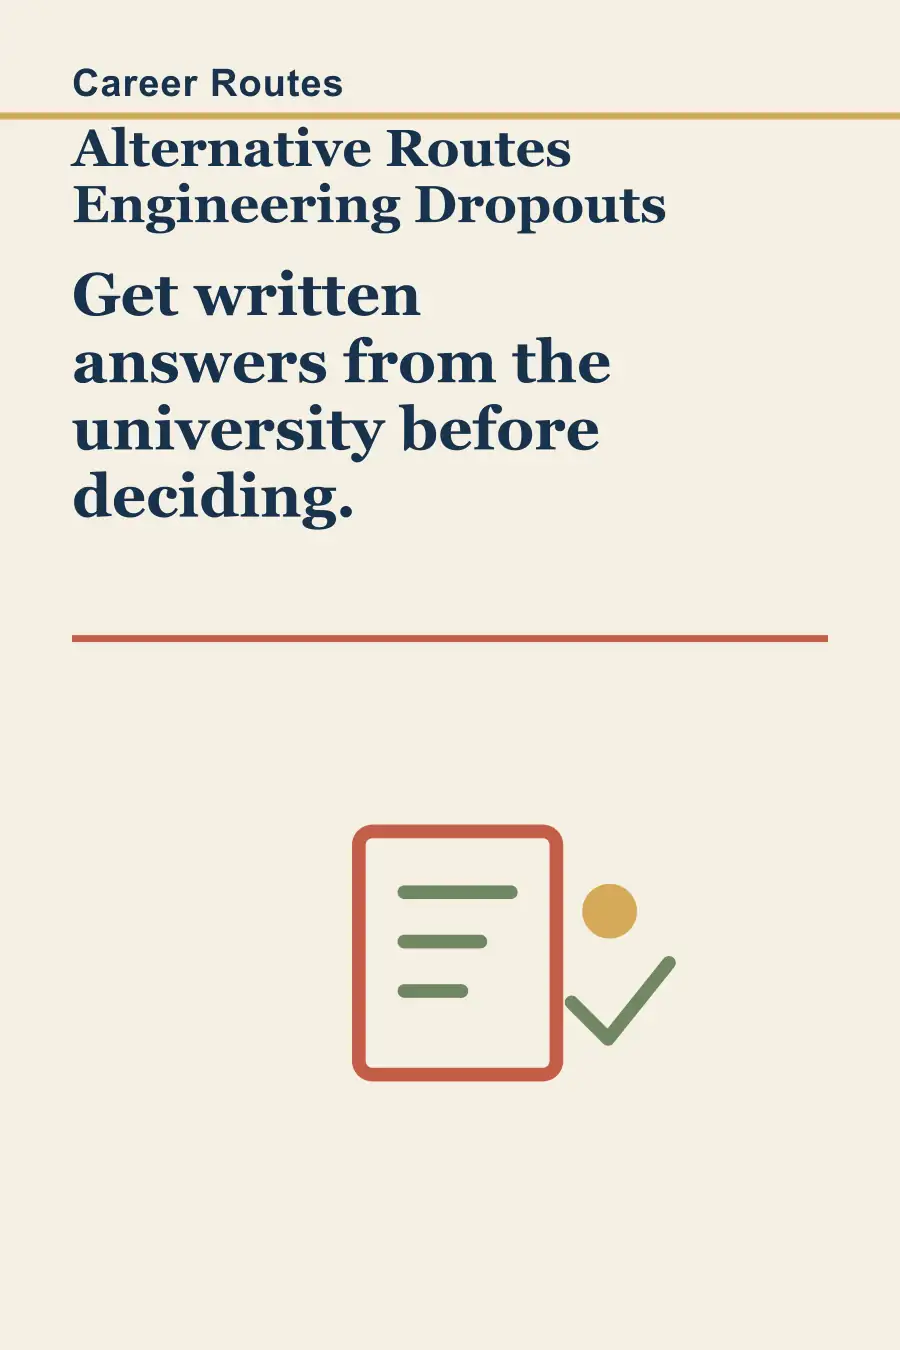 Career Routes
Alternative Routes
Engineering Dropouts
Get written
answers from the
university before
deciding.